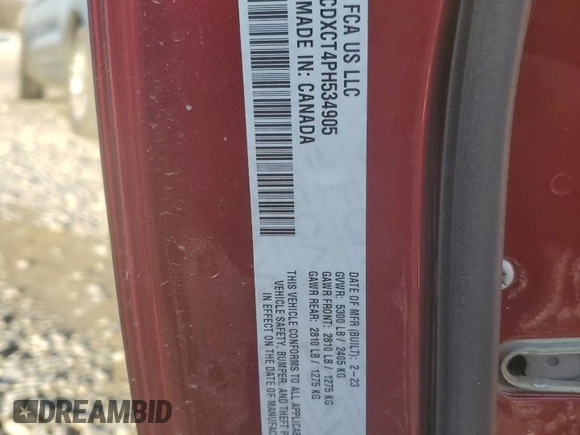 FCA US LLC
CDXCT4PH534905
MADE IN: CANADA
DATE OF MFR (BUILT): 2-23
GVWR: 5300 LB / 2405 KG
GAWR FRONT: 2810 LB / 1275 KG
GAWR REAR: 2810 LB / 1275 KG
THIS VEHICLE CONFORMS TO ALL APPLICAB
VEHICLE SAFETY, BUMPER, AND THEFT P
IN EFFECT ON THE DATE OF MANUFAC
DREAMBID